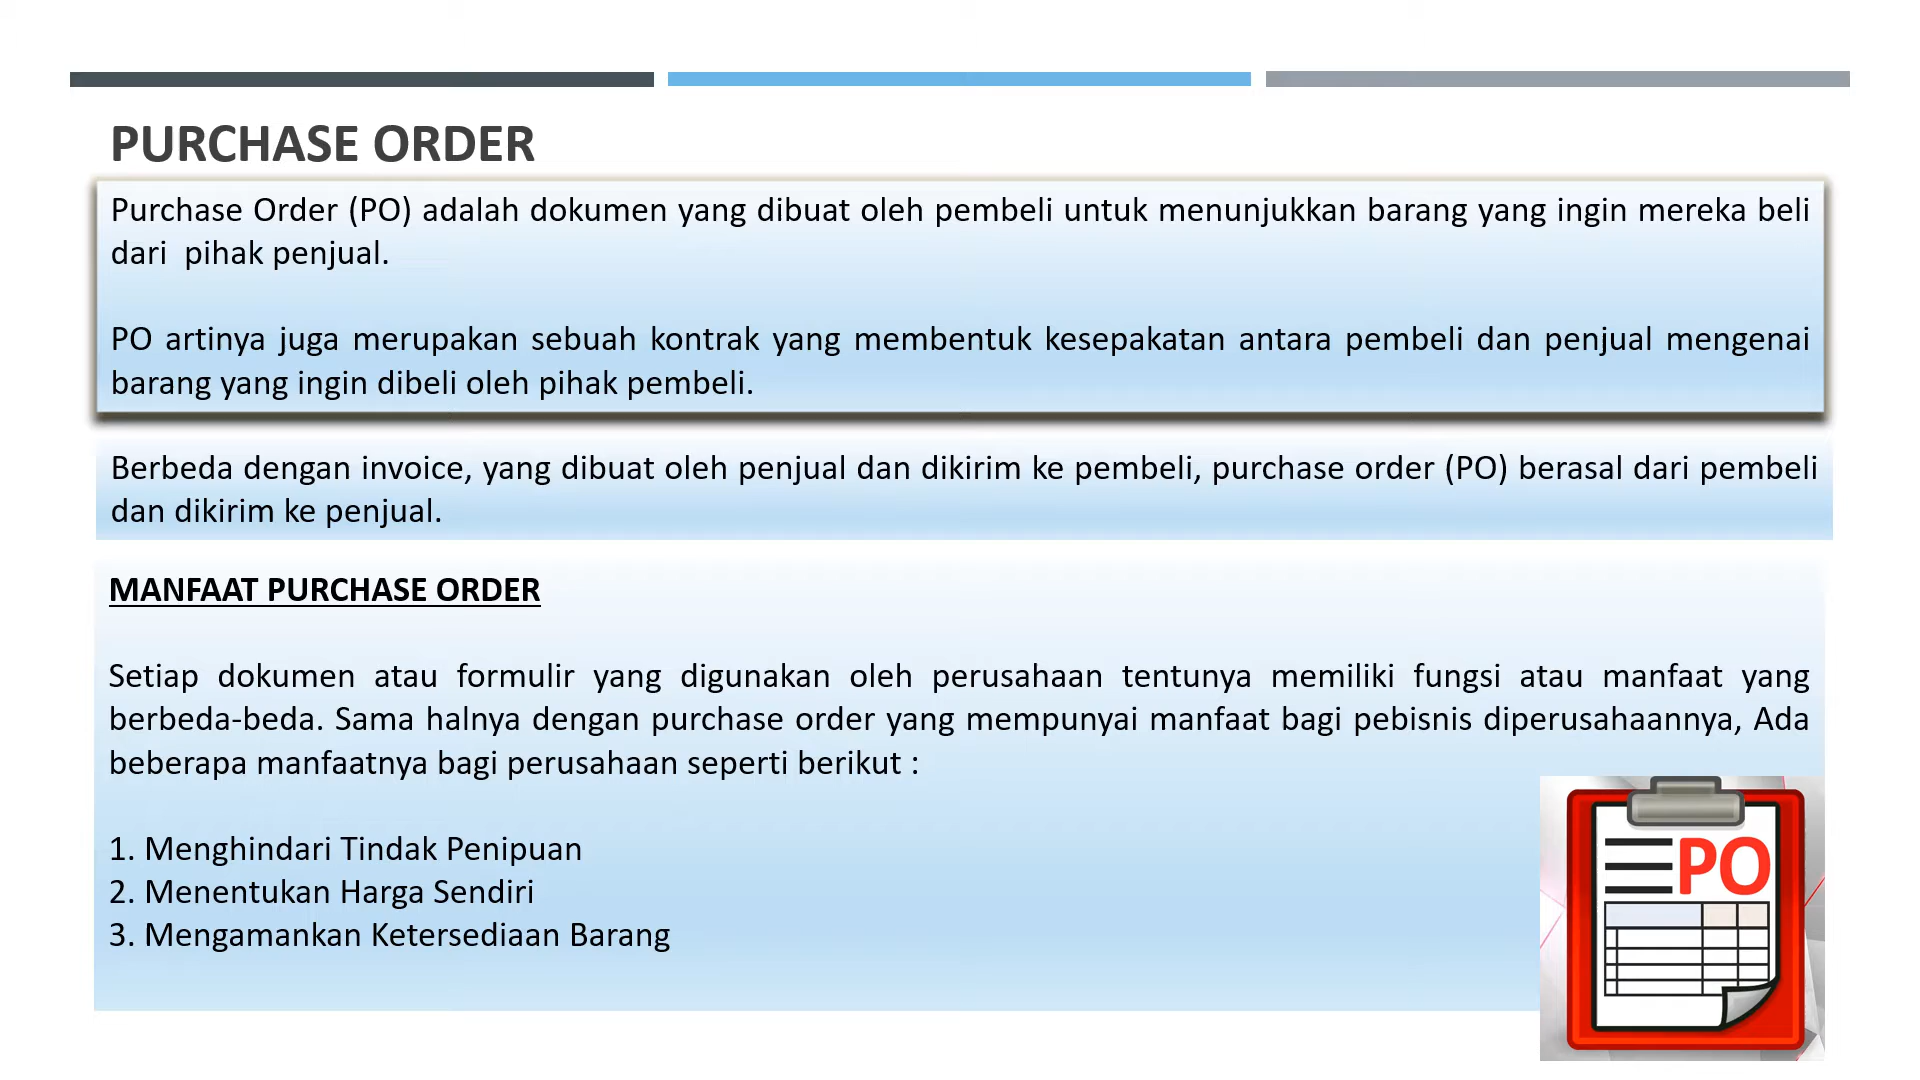 PURCHASE ORDER
Purchase Order (PO) adalah dokumen yang dibuat oleh pembeli untuk menunjukkan barang yang ingin mereka beli
dari  pihak penjual.
PO artinya juga merupakan sebuah kontrak yang membentuk kesepakatan antara pembeli dan penjual mengenai
barang yang ingin dibeli oleh pihak pembeli.
Berbeda dengan invoice, yang dibuat oleh penjual dan dikirim ke pembeli, purchase order (PO) berasal dari pembeli
dan dikirim ke penjual.
MANFAAT PURCHASE ORDER
Setiap dokumen atau formulir yang digunakan oleh perusahaan tentunya memiliki fungsi atau manfaat yang
berbeda-beda. Sama halnya dengan purchase order yang mempunyai manfaat bagi pebisnis diperusahaannya, Ada
beberapa manfaatnya bagi perusahaan seperti berikut :
1. Menghindari Tindak Penipuan
2. Menentukan Harga Sendiri
3. Mengamankan Ketersediaan Barang
PO